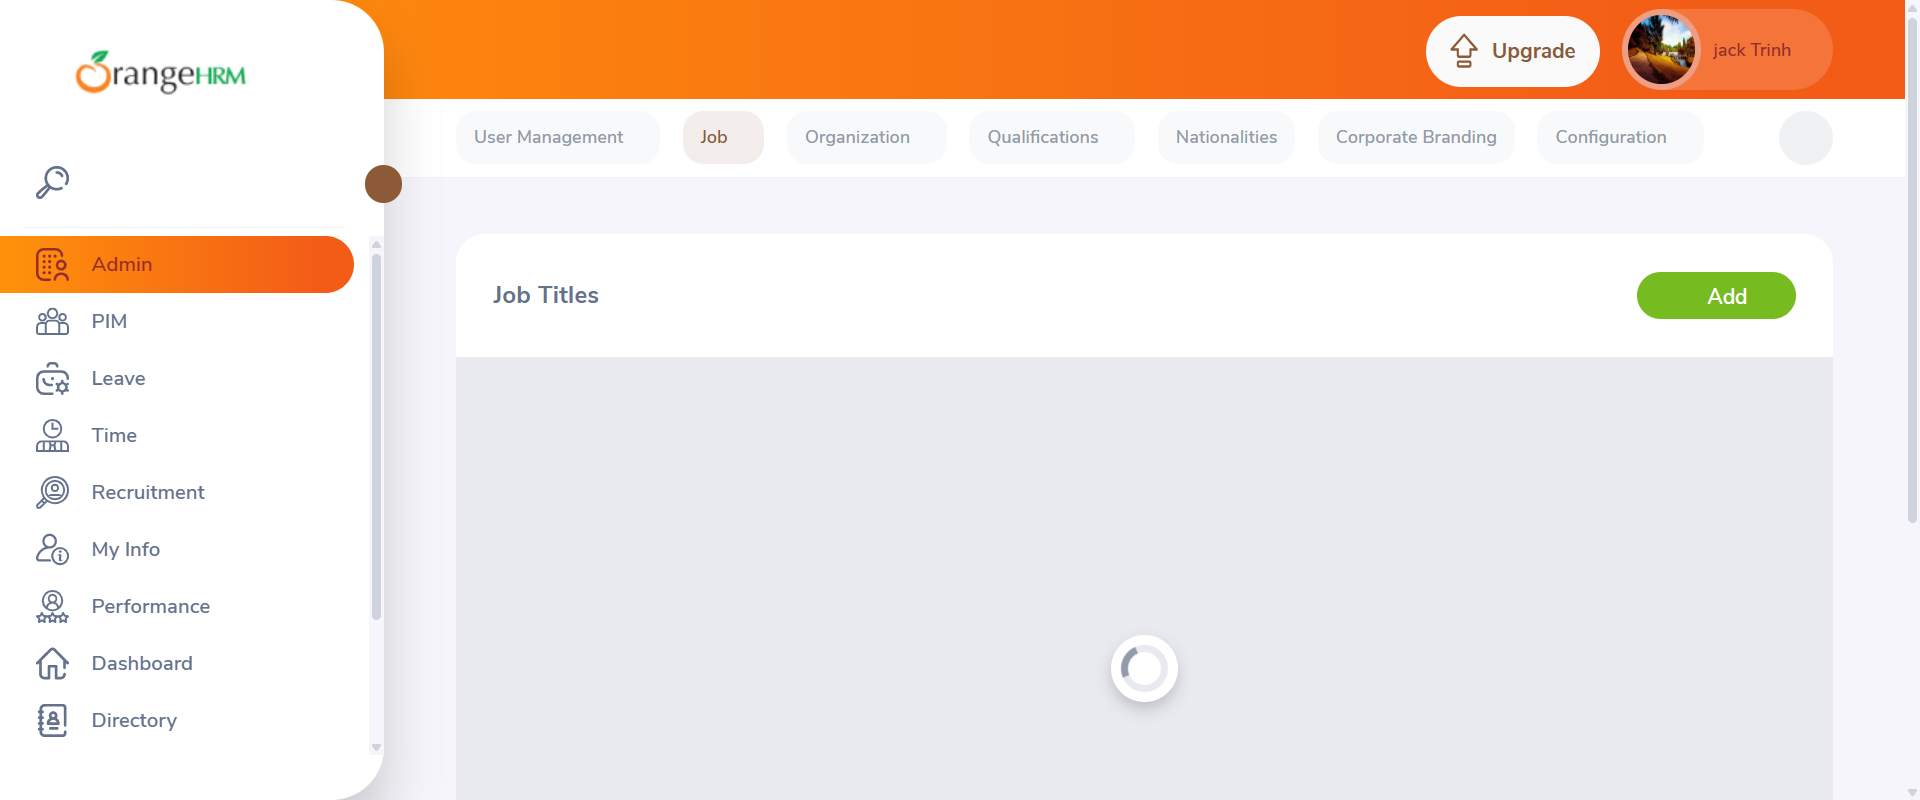 OrangeHRM
Upgrade
jack Trinh
User Management
Job
Organization
Qualifications
Nationalities
Corporate Branding
Configuration
Admin
PIM
Leave
Time
Recruitment
My Info
Performance
Dashboard
Directory
Job Titles
Add